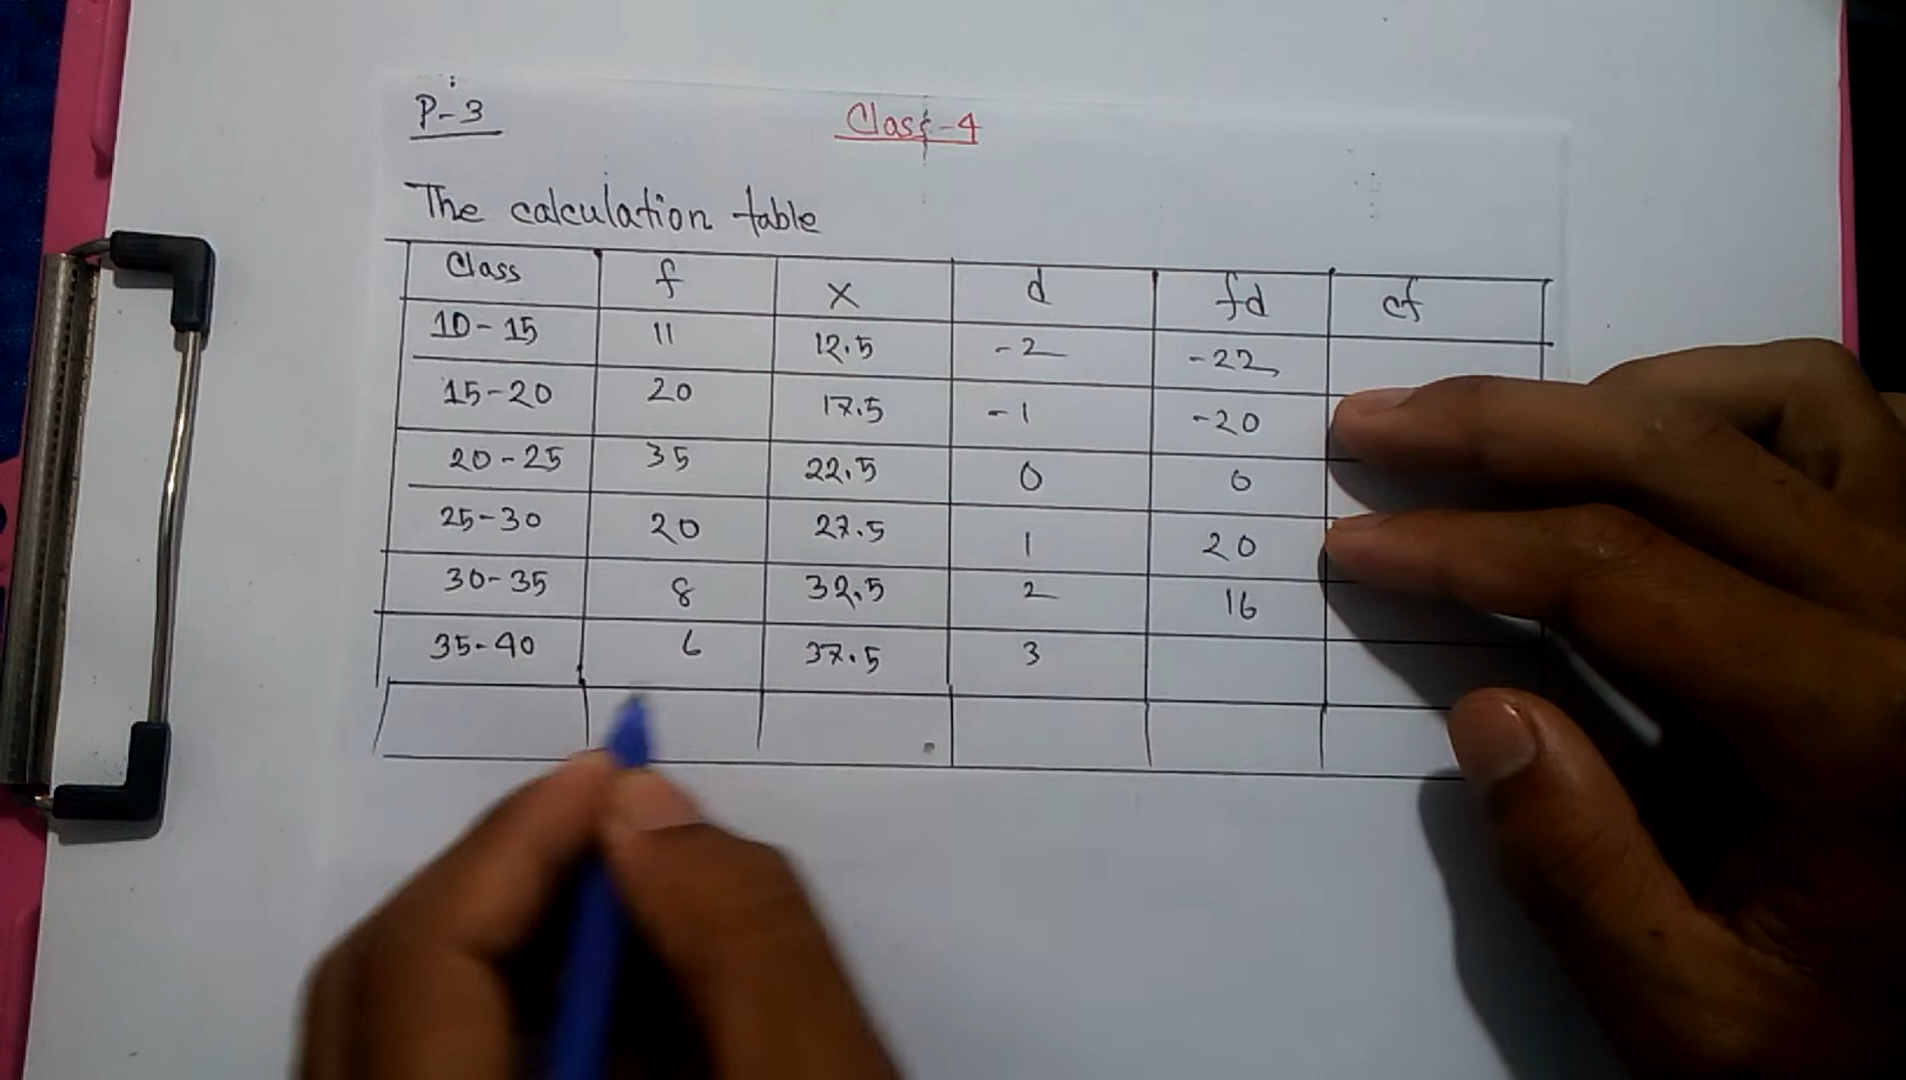 P-3
Class-4
The calculation table
Class f x d fd cf
10-15 11 12.5 -2 -22
15-20 20 17.5 -1 -20
20-25 35 22.5 0 0
25-30 20 27.5 1 20
30-35 8 32.5 2 16
35-40 6 37.5 3